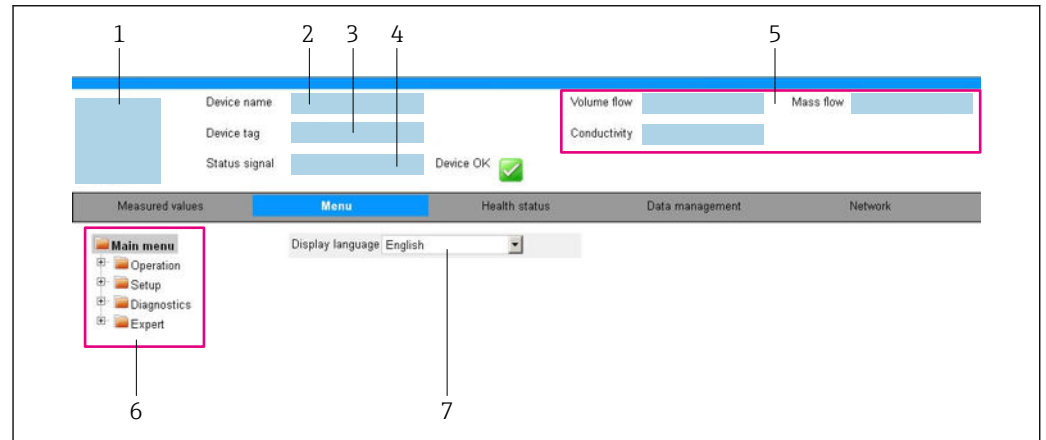 1 2 3 4 5
Device name Volume flow Mass flow
Device tag Conductivity
Status signal Device OK
Measured values Menu Health status Data management Network
Main menu Display language English
Operation
Setup
Diagnostics
Expert
6 7